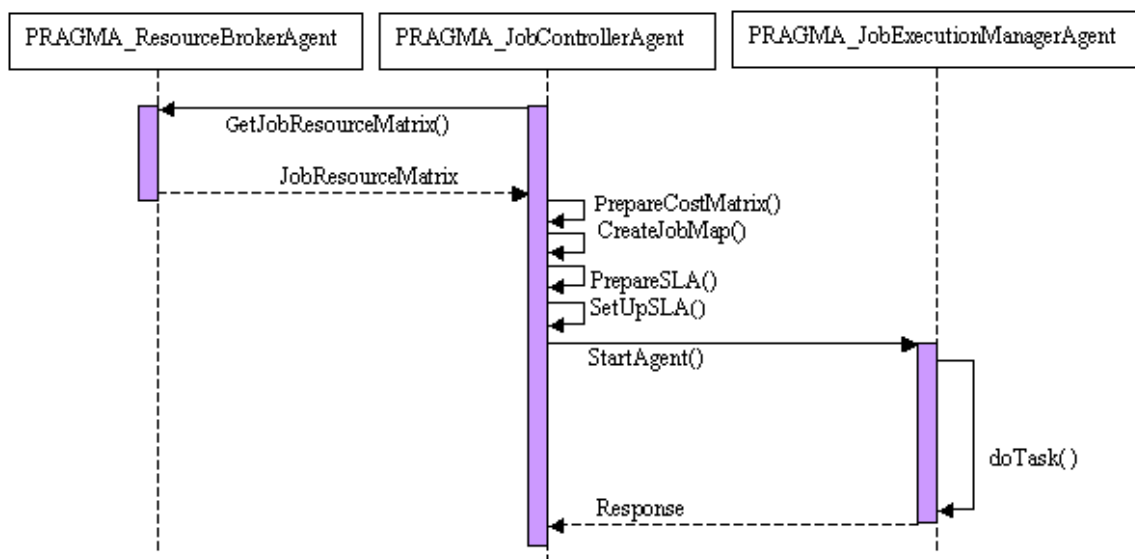 PRAGMA_ResourceBrokerAgent
PRAGMA_JobControllerAgent
PRAGMA_JobExecutionManagerAgent
GetJobResourceMatrix()
JobResourceMatrix
PrepareCostMatrix()
CreateJobMap()
PrepareSLA()
SetUpSLA()
StartAgent()
doTask()
Response